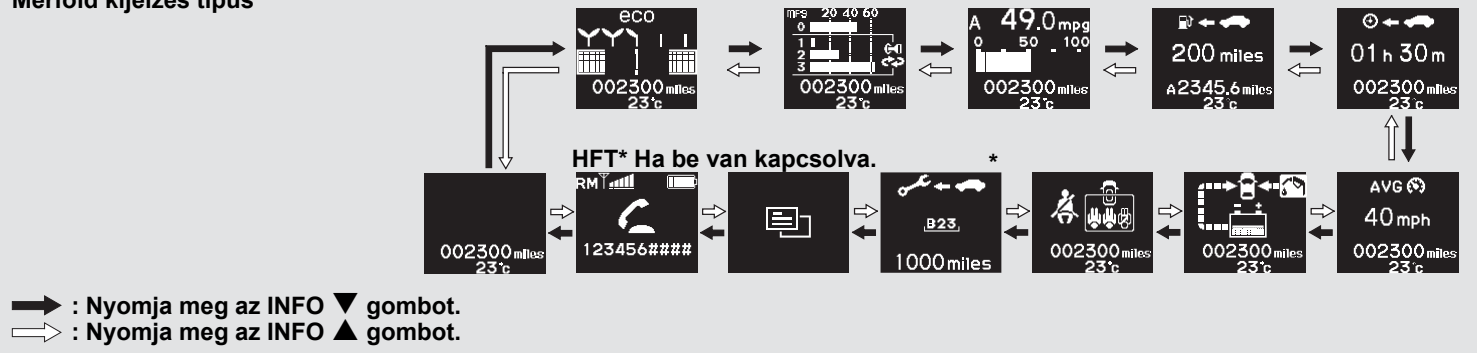 Mérföld kijelzés típus
eco
002300 miles
23°c
mpg 20 40 60
0
1
2
3
002300 miles
23°c
A 49.0 mpg
0 50 100
002300 miles
23°c
200 miles
A2345.6 miles
23°c
01 h 30 m
002300 miles
23°c
HFT* Ha be van kapcsolva. *
002300 miles
23°c
RM
123456####
B23
1000 miles
002300 miles
23°c
002300 miles
23°c
AVG
40 mph
002300 miles
23°c
: Nyomja meg az INFO ▼ gombot.
: Nyomja meg az INFO ▲ gombot.